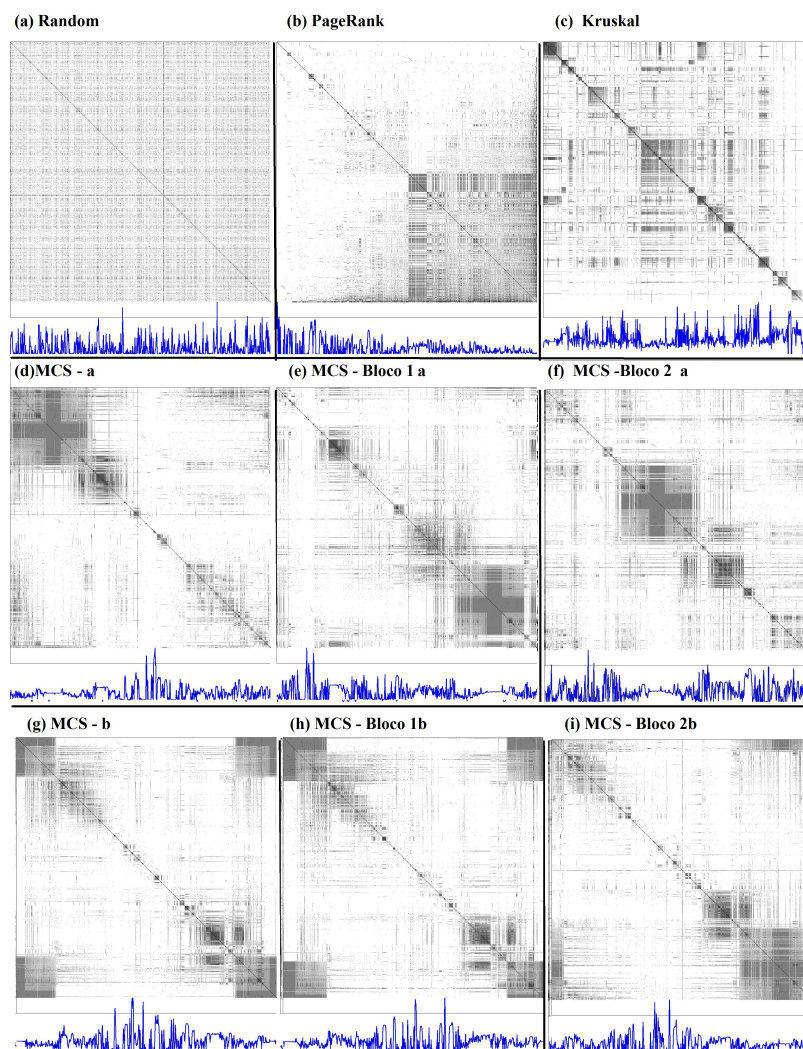 (a) Random
(b) PageRank
(c) Kruskal
(d)MCS - a
(e) MCS - Bloco 1 a
(f) MCS -Bloco 2 a
(g) MCS - b
(h) MCS - Bloco 1b
(i) MCS - Bloco 2b